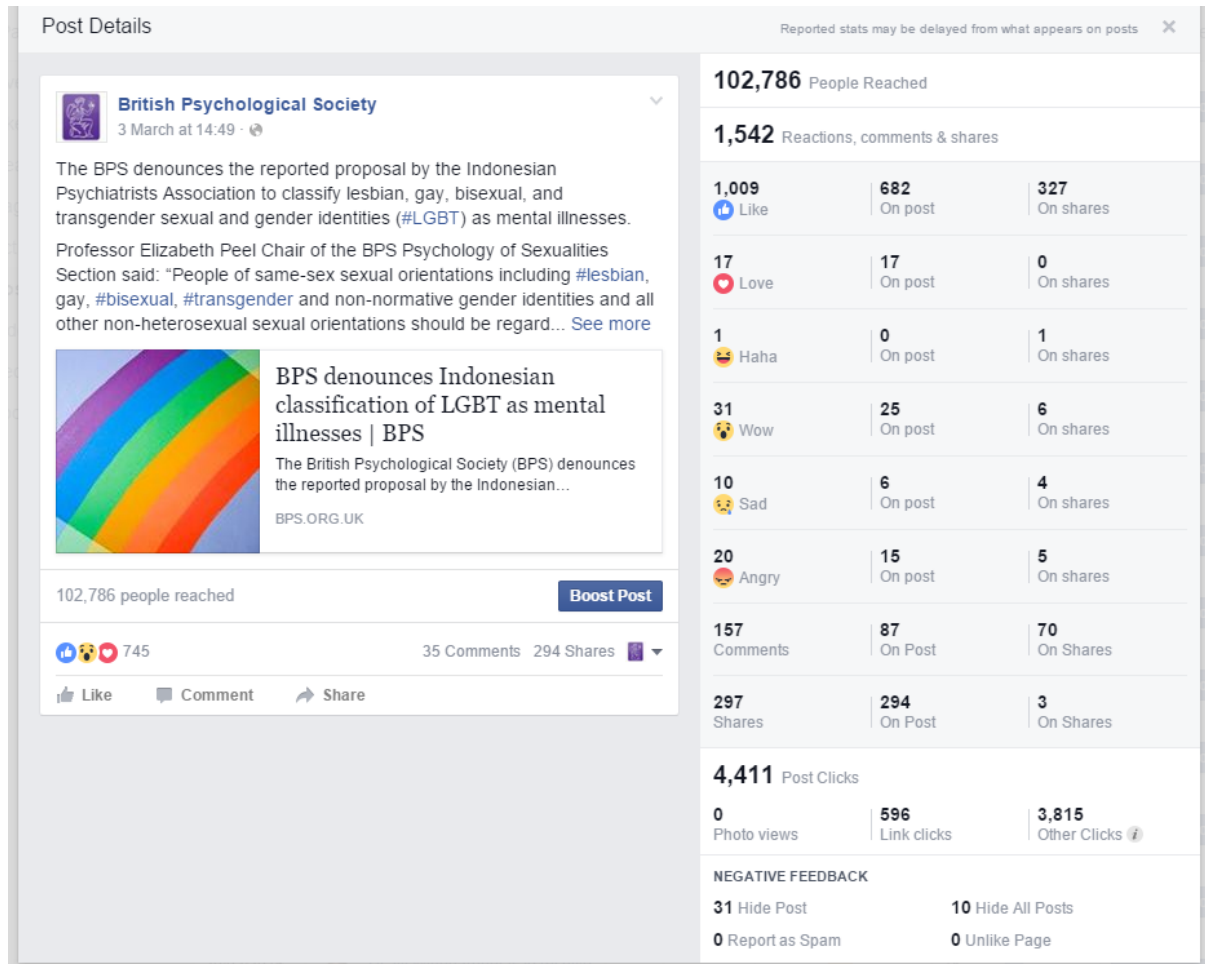 Post Details
Reported stats may be delayed from what appears on posts
British Psychological Society
3 March at 14:49 ·
The BPS denounces the reported proposal by the Indonesian
Psychiatrists Association to classify lesbian, gay, bisexual, and
transgender sexual and gender identities (#LGBT) as mental illnesses.
Professor Elizabeth Peel Chair of the BPS Psychology of Sexualities
Section said: “People of same-sex sexual orientations including #lesbian,
gay, #bisexual, #transgender and non-normative gender identities and all
other non-heterosexual sexual orientations should be regard... See more
BPS denounces Indonesian
classification of LGBT as mental
illnesses | BPS
The British Psychological Society (BPS) denounces
the reported proposal by the Indonesian...
BPS.ORG.UK
102,786 people reached
Boost Post
745
35 Comments 294 Shares
Like Comment Share
102,786 People Reached
1,542 Reactions, comments & shares
1,009 682 327
Like On post On shares
17 17 0
Love On post On shares
1 0 1
Haha On post On shares
31 25 6
Wow On post On shares
10 6 4
Sad On post On shares
20 15 5
Angry On post On shares
157 87 70
Comments On Post On Shares
297 294 3
Shares On Post On Shares
4,411 Post Clicks
0 596 3,815
Photo views Link clicks Other Clicks i
NEGATIVE FEEDBACK
31 Hide Post 10 Hide All Posts
0 Report as Spam 0 Unlike Page